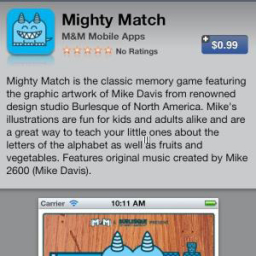 Mighty Match
M&M Mobile Apps
No Ratings
$0.99
Mighty Match is the classic memory game featuring
the graphic artwork of Mike Davis from renowned
design studio Burlesque of North America. Mike's
illustrations are fun for kids and adults alike and are
a great way to teach your little ones about the
letters of the alphabet as well as fruits and
vegetables. Features original music created by Mike
2600 (Mike Davis).
Carrier 10:11 AM
BURLESQUE